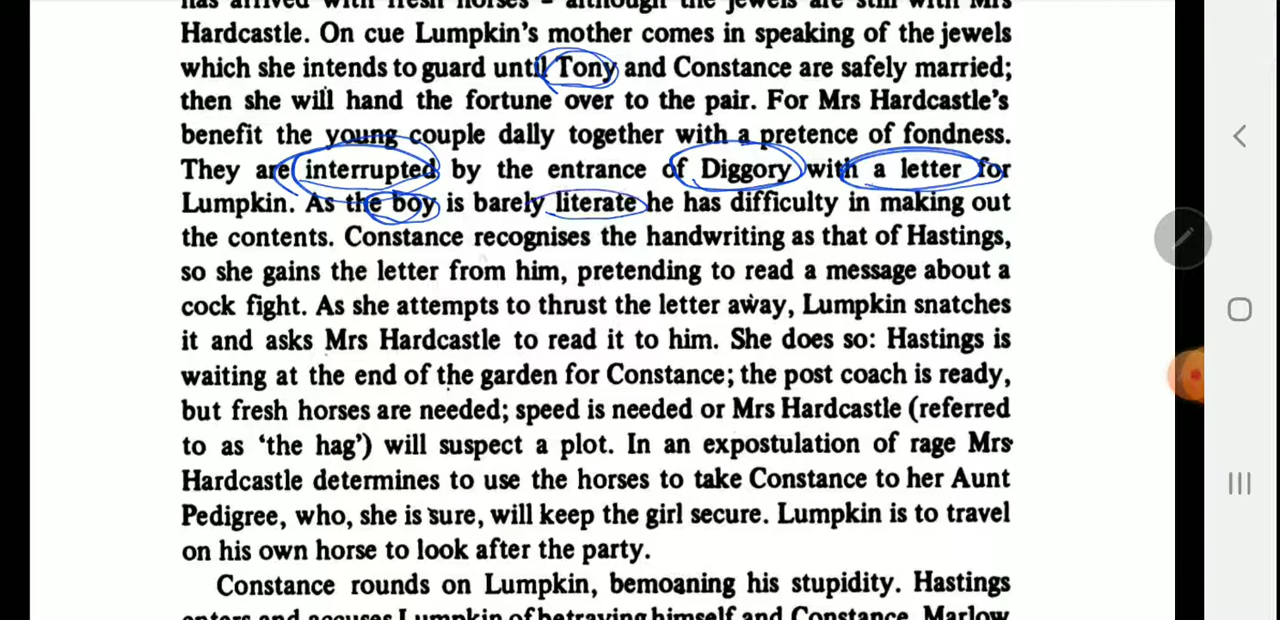 has arrived with fresh horses – although the jewels are still with Mrs
Hardcastle. On cue Lumpkin's mother comes in speaking of the jewels
which she intends to guard until Tony and Constance are safely married;
then she will hand the fortune over to the pair. For Mrs Hardcastle's
benefit the young couple dally together with a pretence of fondness.
They are interrupted by the entrance of Diggory with a letter for
Lumpkin. As the boy is barely literate he has difficulty in making out
the contents. Constance recognises the handwriting as that of Hastings,
so she gains the letter from him, pretending to read a message about a
cock fight. As she attempts to thrust the letter away, Lumpkin snatches
it and asks Mrs Hardcastle to read it to him. She does so: Hastings is
waiting at the end of the garden for Constance; the post coach is ready,
but fresh horses are needed; speed is needed or Mrs Hardcastle (referred
to as 'the hag') will suspect a plot. In an expostulation of rage Mrs
Hardcastle determines to use the horses to take Constance to her Aunt
Pedigree, who, she is sure, will keep the girl secure. Lumpkin is to travel
on his own horse to look after the party.
Constance rounds on Lumpkin, bemoaning his stupidity. Hastings
enters and accuses Lumpkin of betraying himself and Constance. Marlow